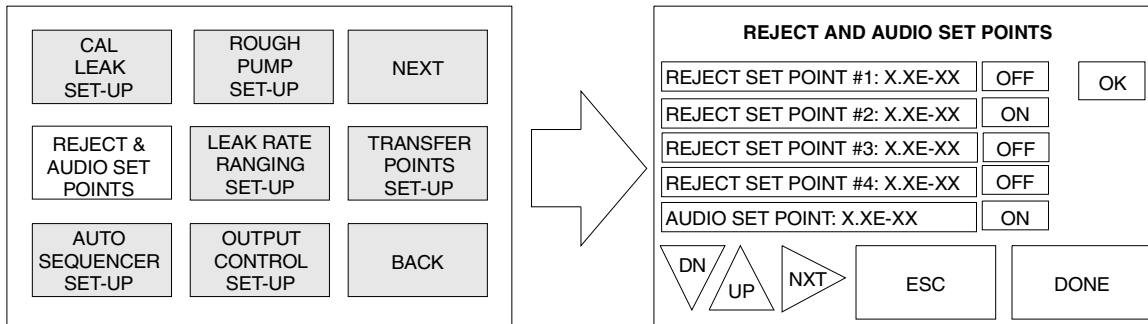 CAL
LEAK
SET-UP
ROUGH
PUMP
SET-UP
NEXT
REJECT &
AUDIO SET
POINTS
LEAK RATE
RANGING
SET-UP
TRANSFER
POINTS
SET-UP
AUTO
SEQUENCER
SET-UP
OUTPUT
CONTROL
SET-UP
BACK
REJECT AND AUDIO SET POINTS
REJECT SET POINT #1: X.XE-XX OFF OK
REJECT SET POINT #2: X.XE-XX ON
REJECT SET POINT #3: X.XE-XX OFF
REJECT SET POINT #4: X.XE-XX OFF
AUDIO SET POINT: X.XE-XX ON
DN UP NXT ESC DONE